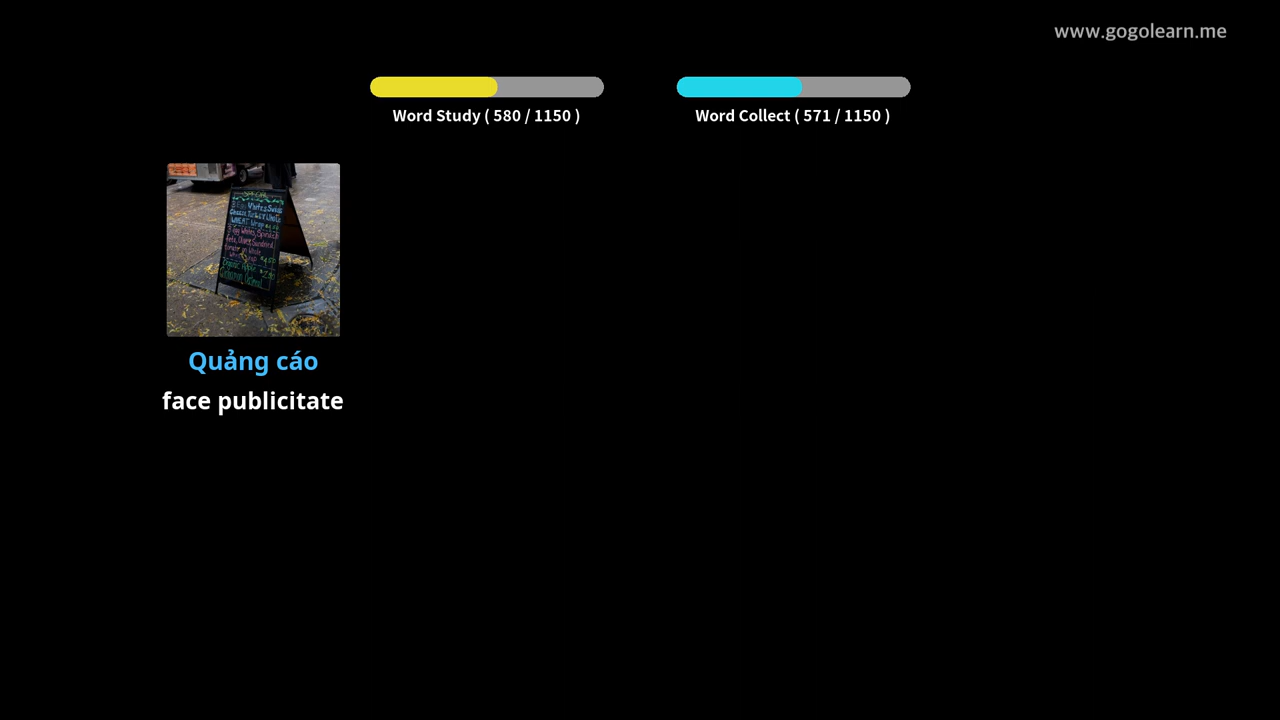 www.gogolearn.me
Word Study ( 580 / 1150 )
Word Collect ( 571 / 1150 )
Quảng cáo
face publicitate